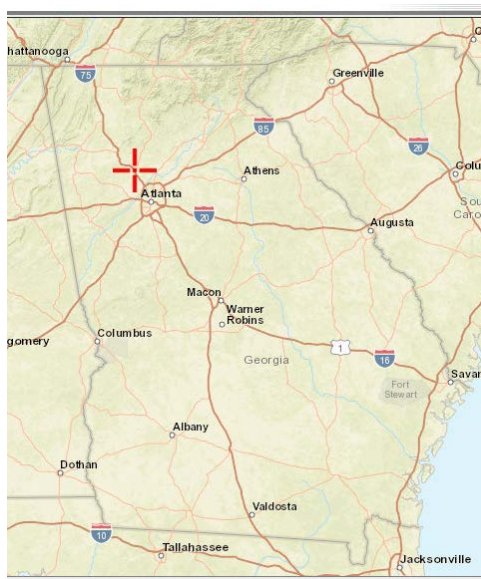 hattanooga
75
Greenville
85
26
Athens
Colu
Atlanta
Sou
Caro
20
Augusta
Macon
Warner
Robins
gomery
Columbus
1
Georgia
16
Savar
Fort
Stewart
Albany
Dothan
Valdosta
10
Tallahassee
Jacksonville